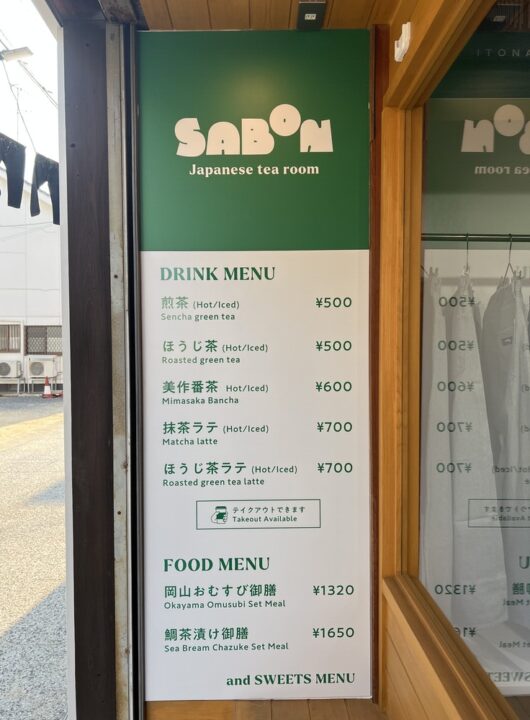 SABON
Japanese tea room
DRINK MENU
煎茶 (Hot/Iced) ¥500
Sencha green tea
ほうじ茶 (Hot/Iced) ¥500
Roasted green tea
美作番茶 Hot/Iced) ¥600
Mimasaka Bancha
抹茶ラテ (Hot/Iced) ¥700
Matcha latte
ほうじ茶ラテ (Hot/Iced) ¥700
Roasted green tea latte
テイクアウトできます
Takeout Available
FOOD MENU
岡山おむすび御膳 ¥1320
Okayama Omusubi Set Meal
鯛茶漬け御膳 ¥1650
Sea Bream Chazuke Set Meal
and SWEETS MENU